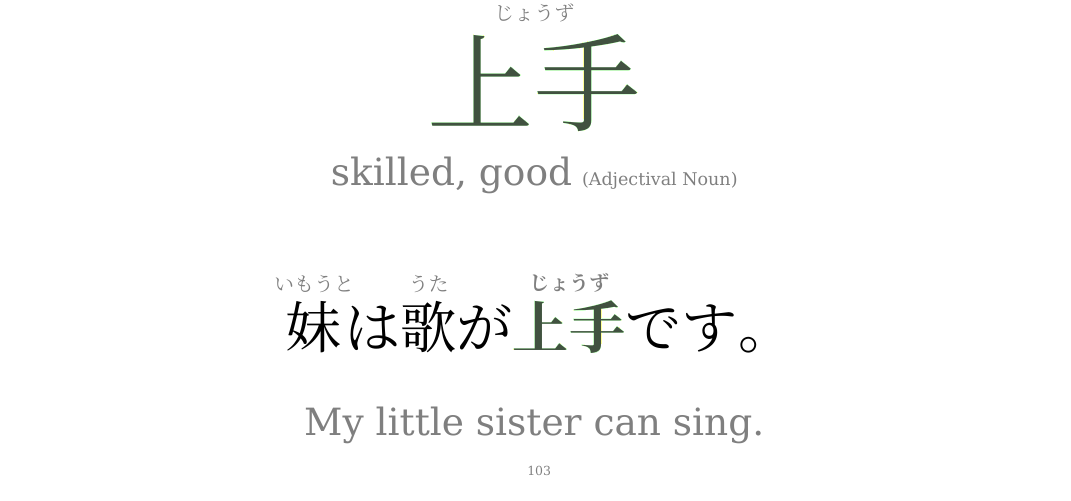 じょうず
上手
skilled, good (Adjectival Noun)
いもうと うた じょうず
妹は歌が上手です。
My little sister can sing.
103